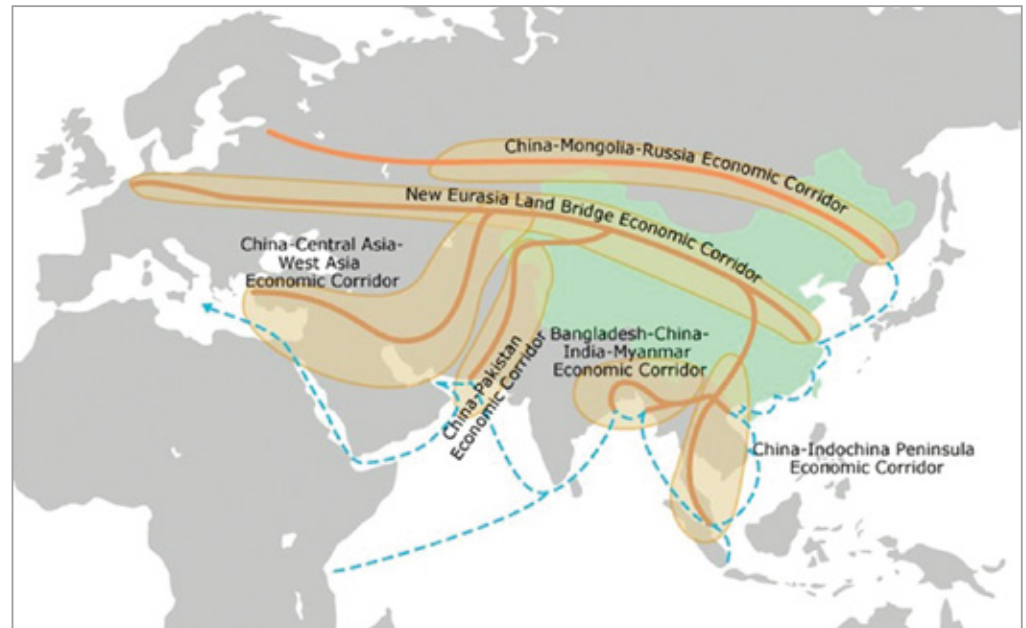 China-Mongolia-Russia Economic Corridor
New Eurasia Land Bridge Economic Corridor
China-Central Asia-
West Asia
Economic Corridor
China-Pakistan
Economic Corridor
Bangladesh-China-
India-Myanmar
Economic Corridor
China-Indochina Peninsula
Economic Corridor